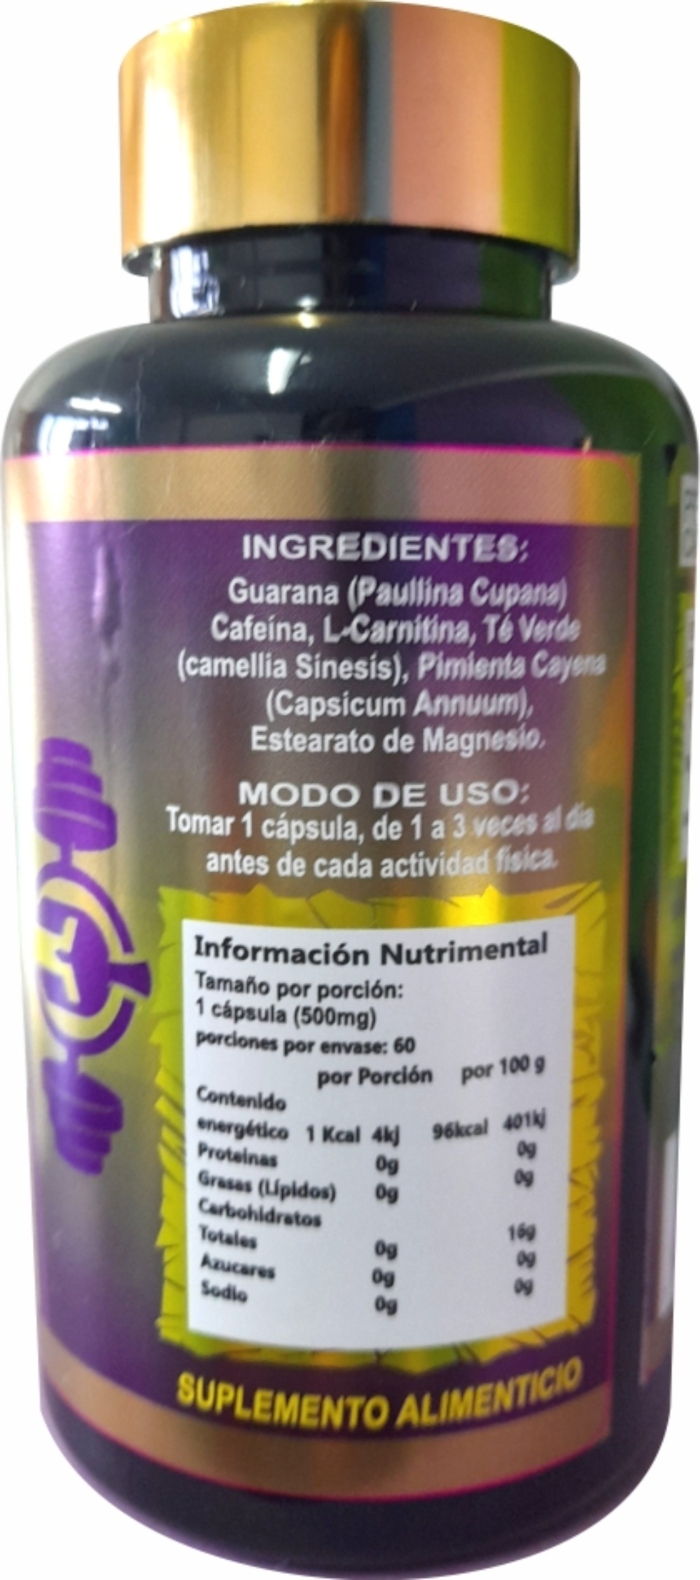 INGREDIENTES:
Guarana (Paullina Cupana)
Cafeína, L-Carnitina, Té Verde
(camellia Sinesis), Pimienta Cayena
(Capsicum Annuum),
Estearato de Magnesio.
MODO DE USO:
Tomar 1 cápsula, de 1 a 3 veces al día
antes de cada actividad física.
Información Nutrimental
Tamaño por porción:
1 cápsula (500mg)
porciones por envase: 60
por Porción por 100 g
Contenido
energético 1 Kcal 4kj 96kcal 401kj
Proteinas 0g 0g
Grasas (Lípidos) 0g 0g
Carbohidratos
Totales 0g 16g
Azucares 0g 0g
Sodio 0g 0g
SUPLEMENTO ALIMENTICIO